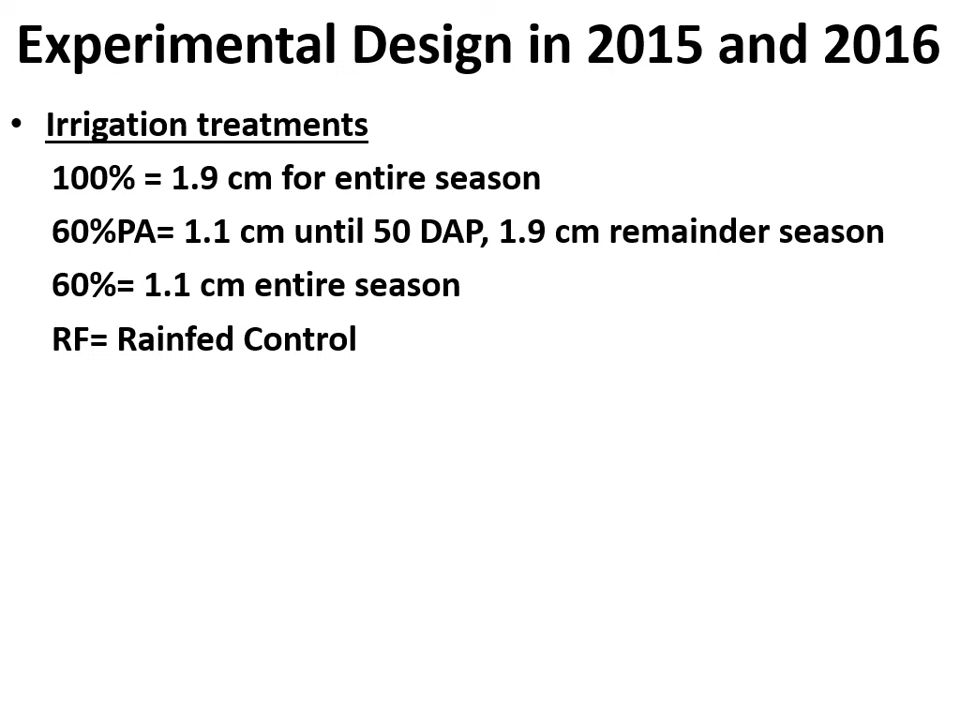 Experimental Design in 2015 and 2016
• Irrigation treatments
100% = 1.9 cm for entire season
60%PA= 1.1 cm until 50 DAP, 1.9 cm remainder season
60%= 1.1 cm entire season
RF= Rainfed Control